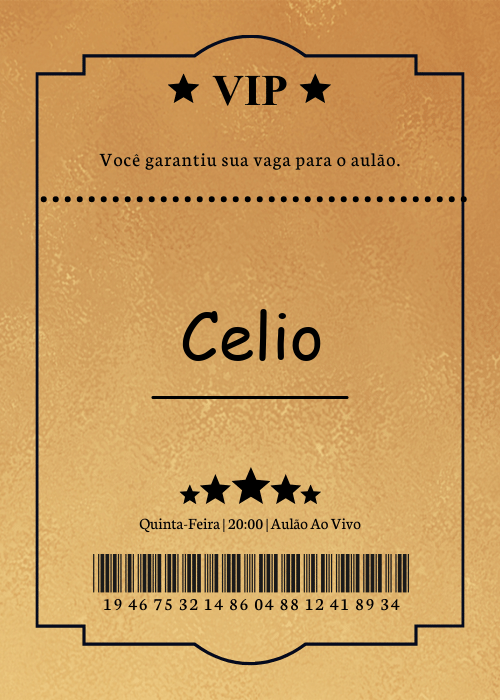 ★ VIP ★
Você garantiu sua vaga para o aulão.
Celio
Quinta-Feira | 20:00 | Aulão Ao Vivo
19 46 75 32 14 86 04 88 12 41 89 34